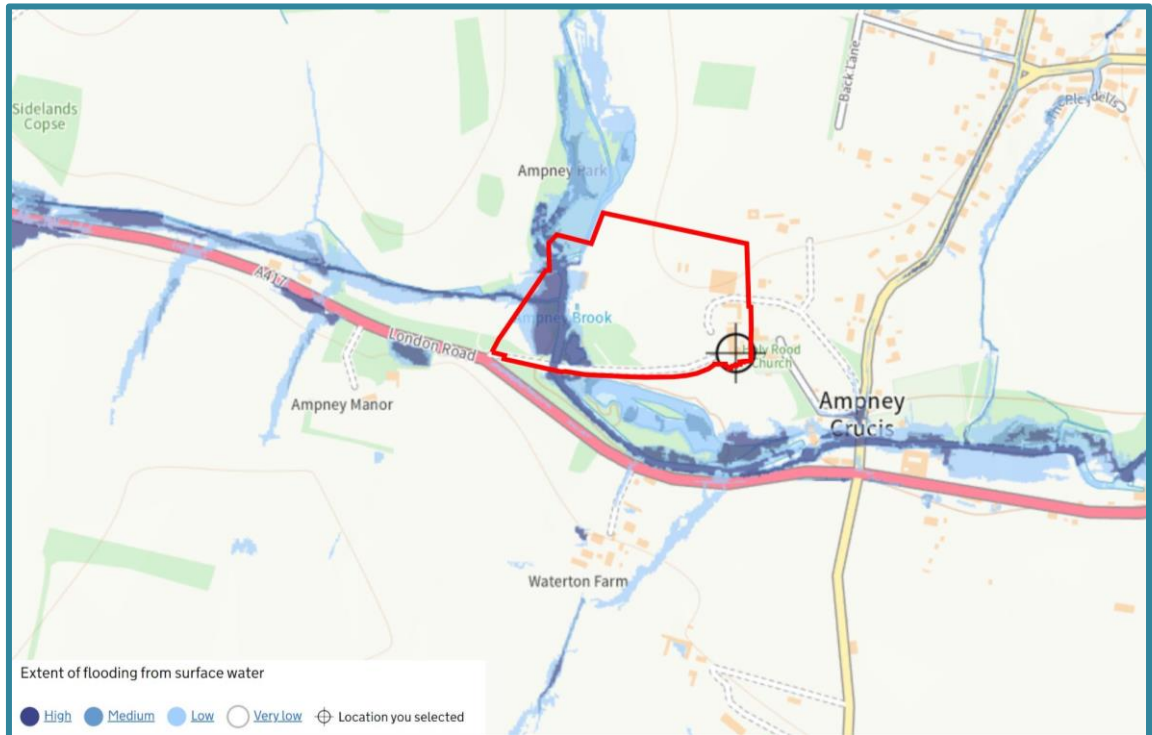 Sidelands
Copse
Back Lane
Ampney Park
A417
London Road
Ampney Brook
Holy Rood
Church
Ampney Manor
Ampney
Crucis
Waterton Farm
Extent of flooding from surface water
High Medium Low Very low Location you selected